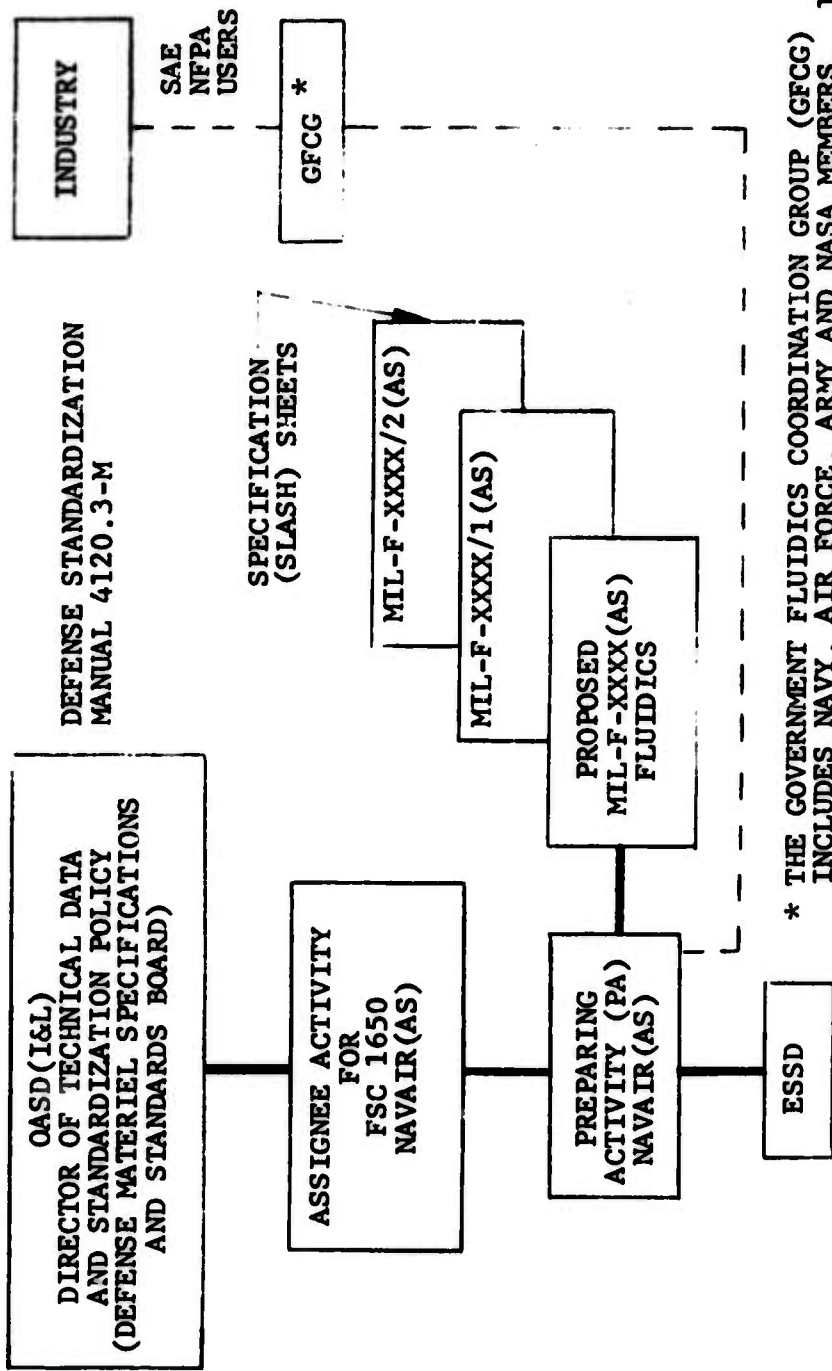 OASD(I&L)
DIRECTOR OF TECHNICAL DATA
AND STANDARDIZATION POLICY
(DEFENSE MATERIEL SPECIFICATIONS
AND STANDARDS BOARD)
DEFENSE STANDARDIZATION
MANUAL 4120.3-M
INDUSTRY
SAE
NFPA
USERS
GFCG *
ASSIGNEE ACTIVITY
FOR
FSC 1650
NAVAIR(AS)
SPECIFICATION
(SLASH) SHEETS
MIL-F-XXXX/2(AS)
MIL-F-XXXX/1(AS)
PROPOSED
MIL-F-XXXX(AS)
FLUIDICS
PREPARING
ACTIVITY (PA)
NAVAIR(AS)
ESSD
* THE GOVERNMENT FLUIDICS COORDINATION GROUP (GFCG)
INCLUDES NAVY, AIR FORCE, ARMY AND NASA MEMBERS